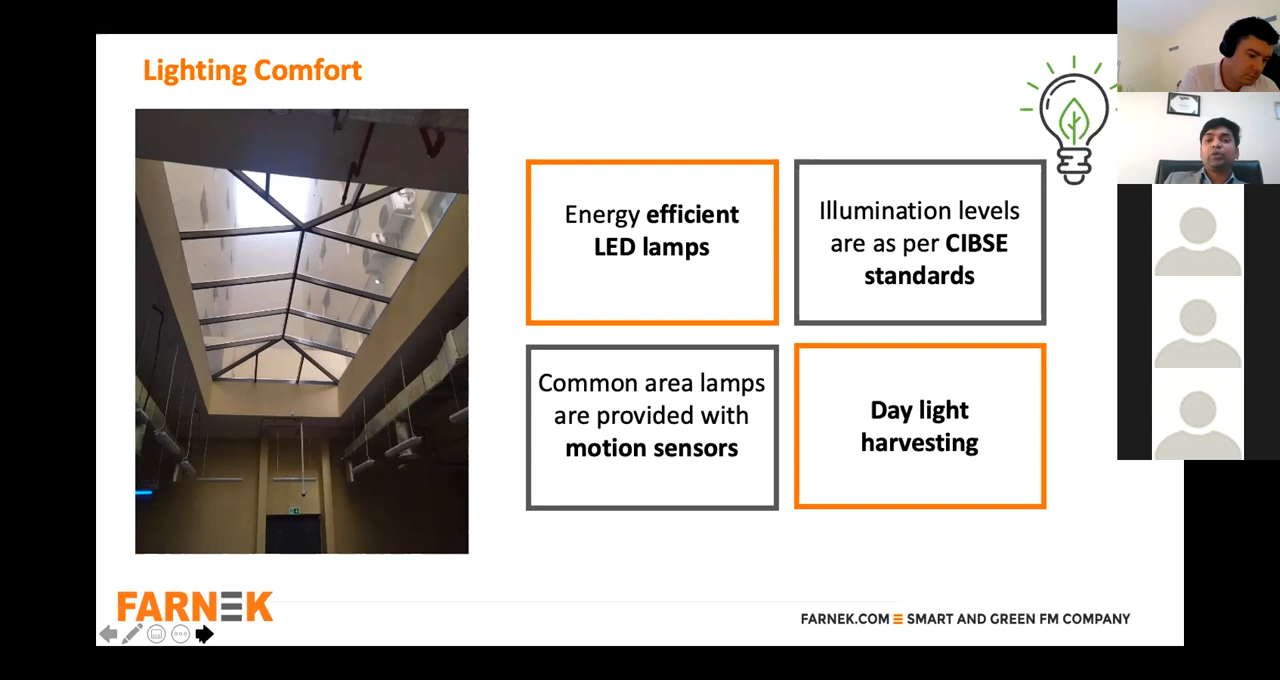 Lighting Comfort
Energy efficient
LED lamps
Illumination levels
are as per CIBSE
standards
Common area lamps
are provided with
motion sensors
Day light
harvesting
FARNEK
FARNEK.COM SMART AND GREEN FM COMPANY